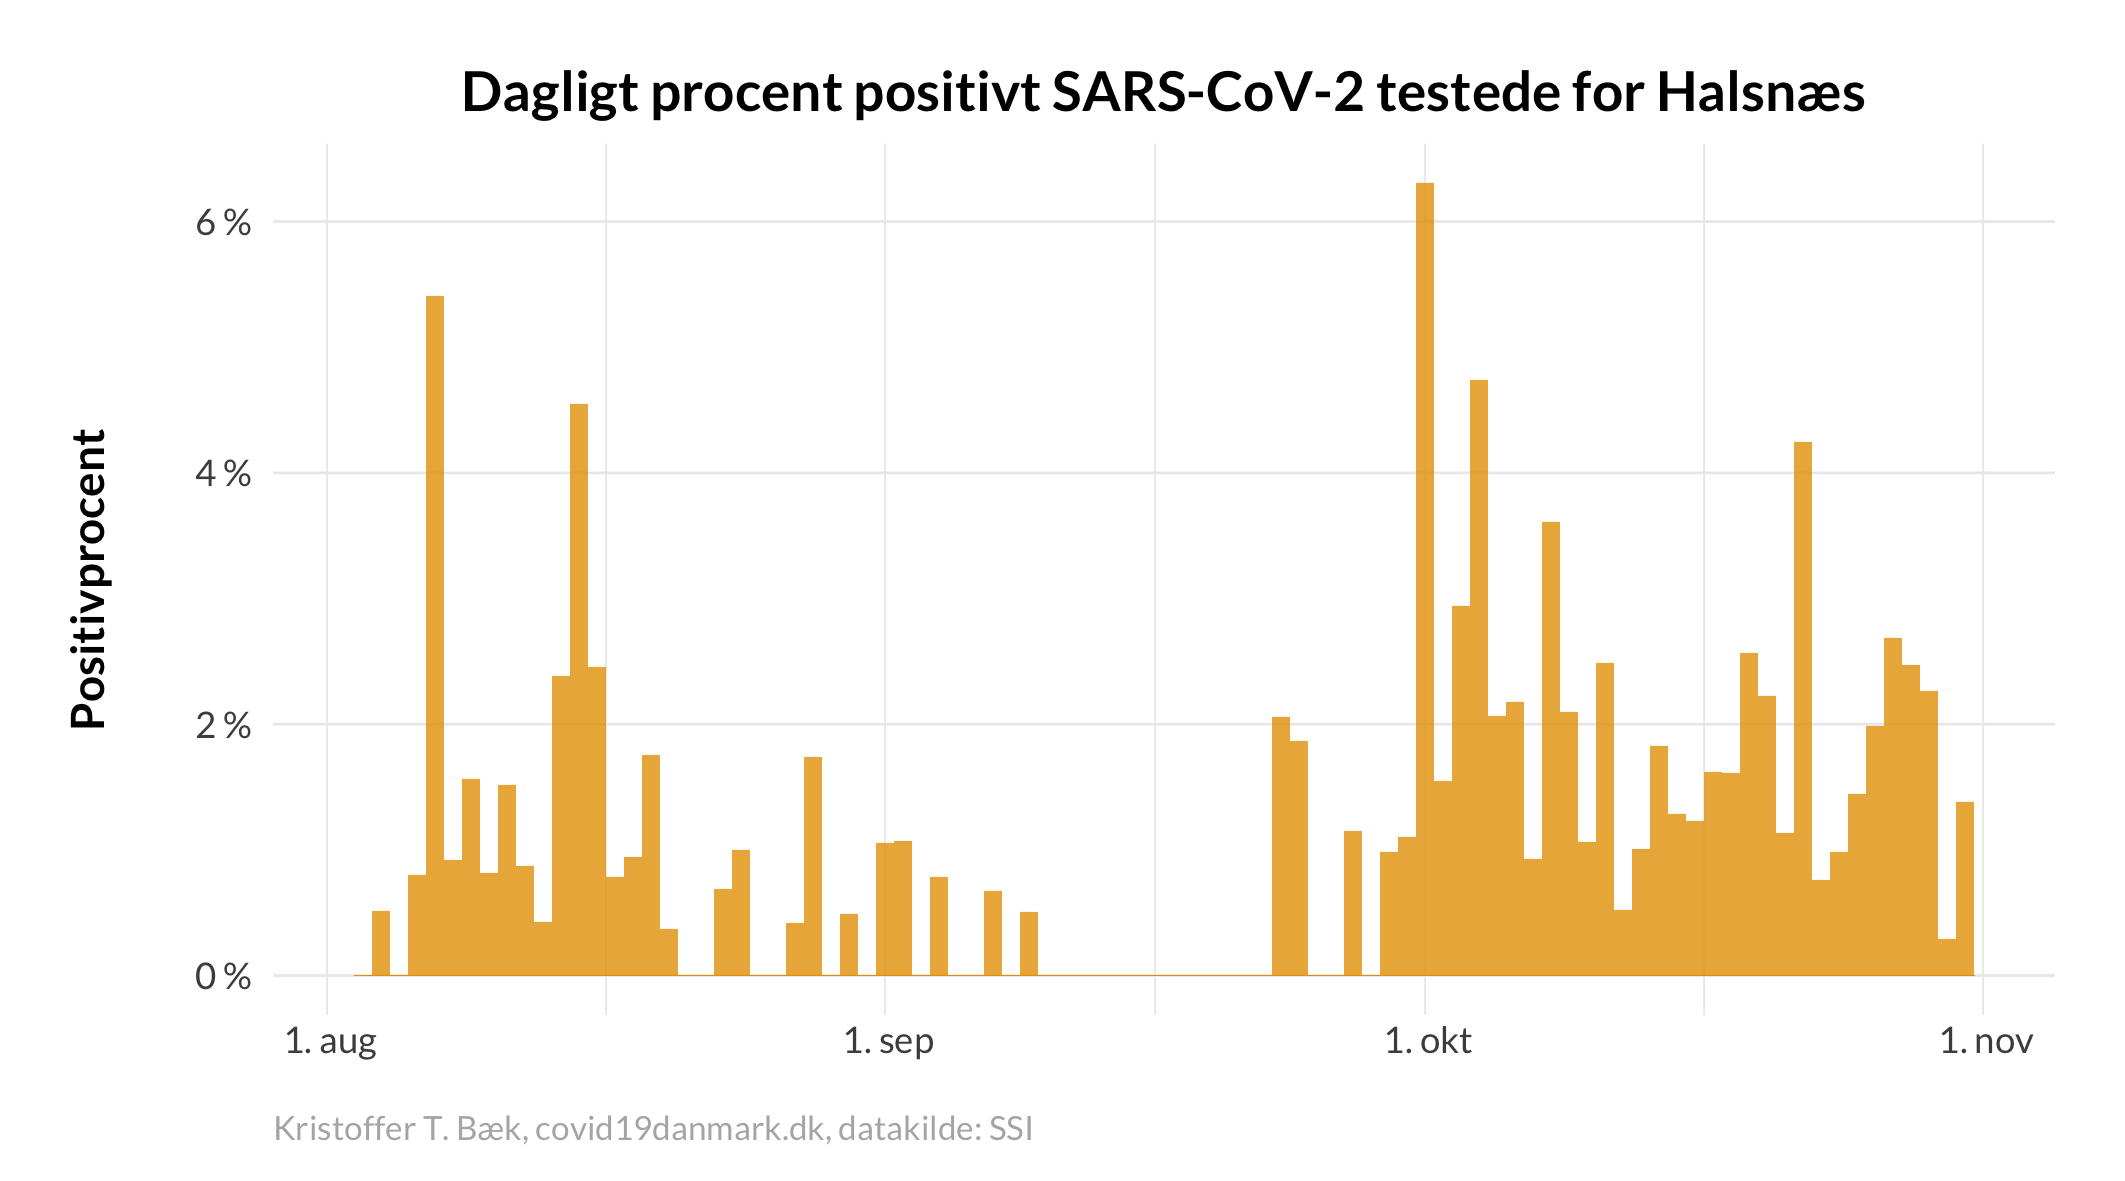 Dagligt procent positivt SARS-CoV-2 testede for Halsnæs
Positivprocent
6 %
4 %
2 %
0 %
1. aug
1. sep
1. okt
1. nov
Kristoffer T. Bæk, covid19danmark.dk, datakilde: SSI